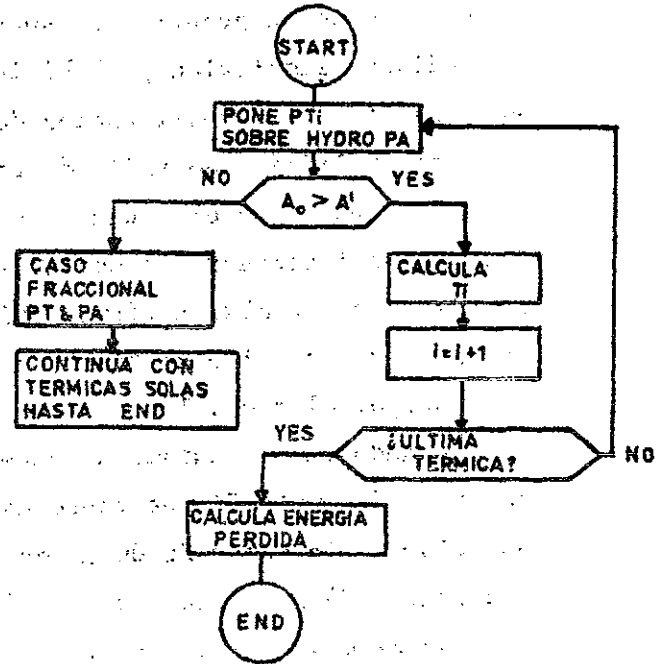 START
PONE PTi
SOBRE HYDRO PA
NO
YES
A₀ > A'
CASO
FRACCIONAL
PT & PA
CALCULA
Ti
CONTINUA CON
TERMICAS SOLAS
HASTA END
i = i+1
YES
¿ULTIMA
TERMICA?
NO
CALCULA ENERGIA
PERDIDA
END